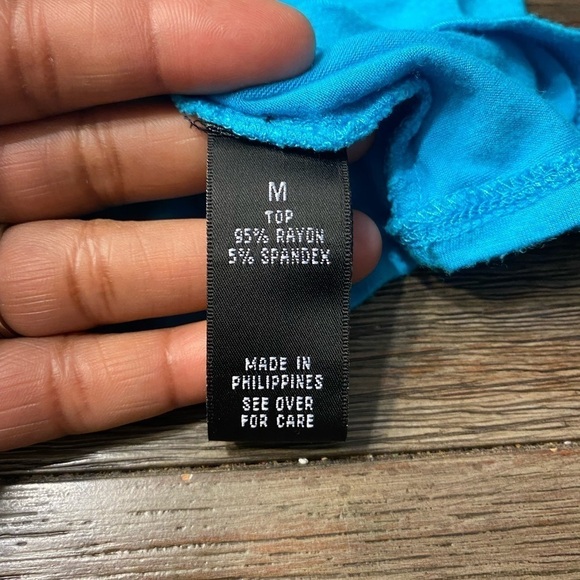 M
TOP
95% RAYON
5% SPANDEX
MADE IN
PHILIPPINES
SEE OVER
FOR CARE